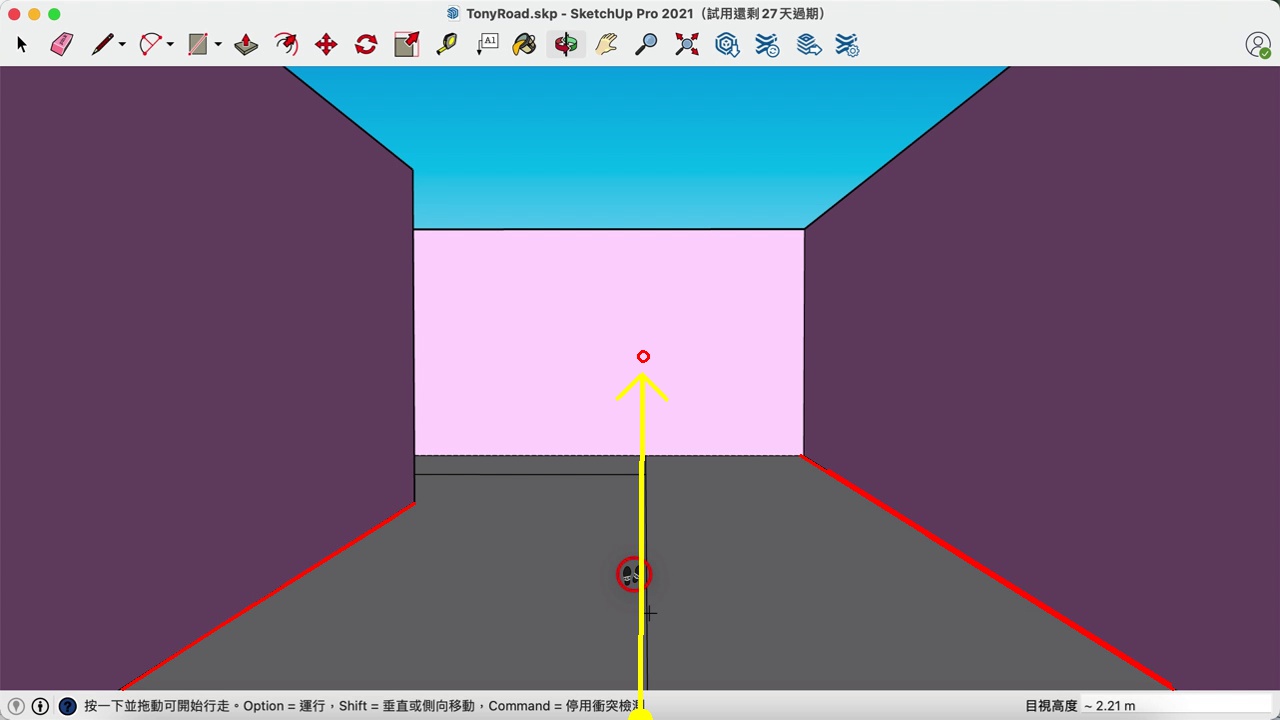 TonyRoad.skp - SketchUp Pro 2021（試用還剩 27 天過期）
A1
按一下並拖動可開始行走。Option = 運行，Shift = 垂直或側向移動，Command = 停用衝突檢測
目視高度 ~ 2.21 m